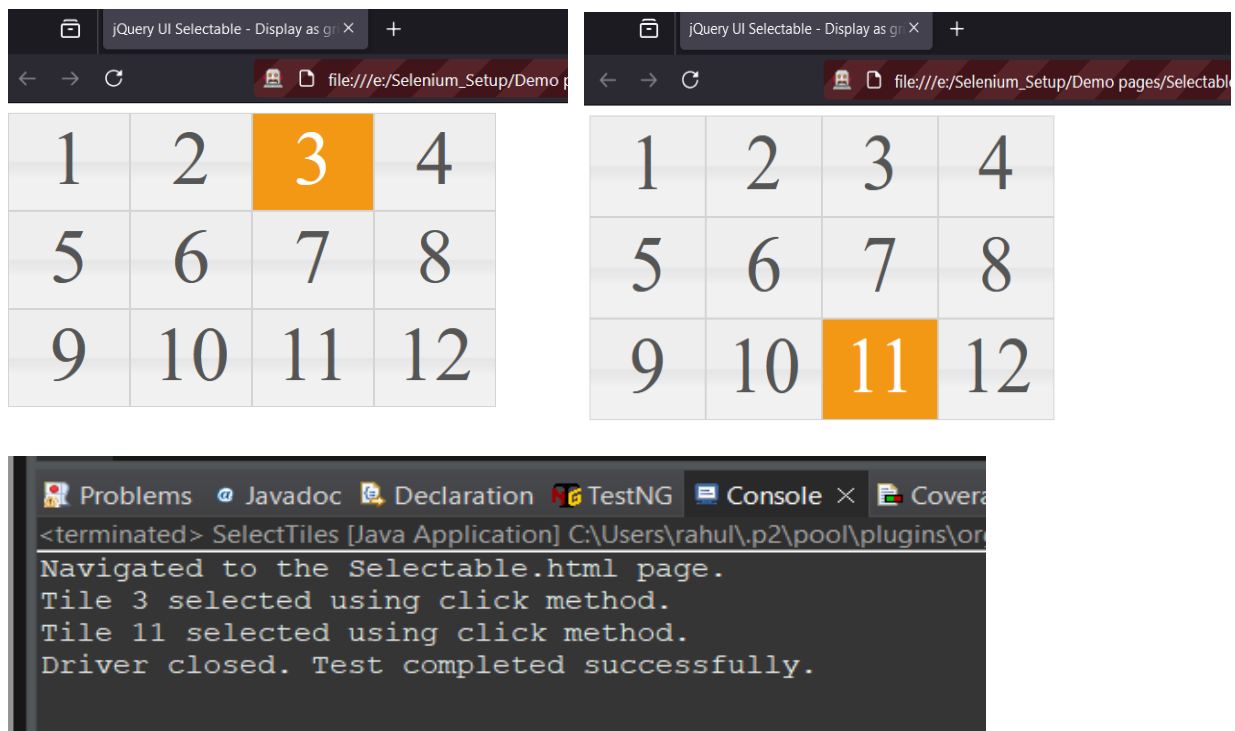 jQuery UI Selectable - Display as gri
file:///e:/Selenium_Setup/Demo p
1 2 3 4
5 6 7 8
9 10 11 12
jQuery UI Selectable - Display as gri
file:///e:/Selenium_Setup/Demo pages/Selectabl
1 2 3 4
5 6 7 8
9 10 11 12
Problems Javadoc Declaration TestNG Console Covera
<terminated> SelectTiles [Java Application] C:\Users\rahul\.p2\pool\plugins\or
Navigated to the Selectable.html page.
Tile 3 selected using click method.
Tile 11 selected using click method.
Driver closed. Test completed successfully.